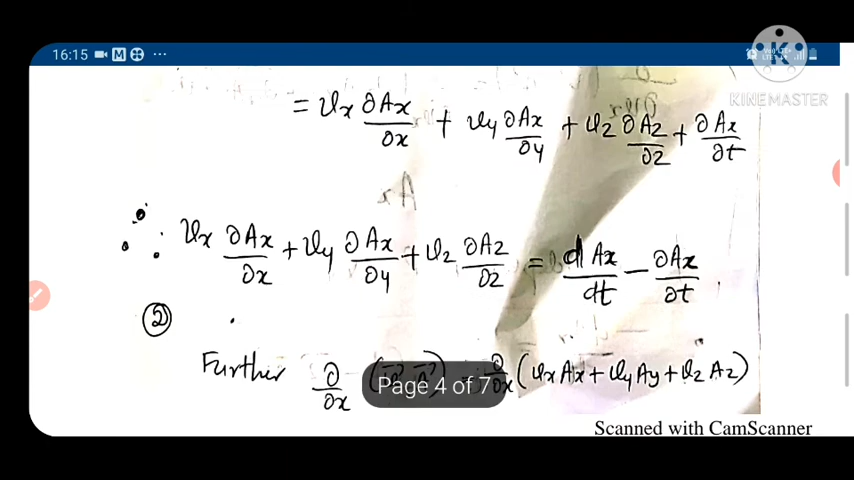 16:15 M ...
KINEMASTER
= vx ∂Ax/∂x + vy ∂Ax/∂y + vz ∂Az/∂z + ∂Ax/∂t
∴ vx ∂Ax/∂x + vy ∂Ax/∂y + vz ∂Az/∂z = dAx/dt − ∂Ax/∂t
②
Further ∂/∂x ( ) ∂/∂x (vx Ax + vy Ay + vz Az)
Page 4 of 7
Scanned with CamScanner